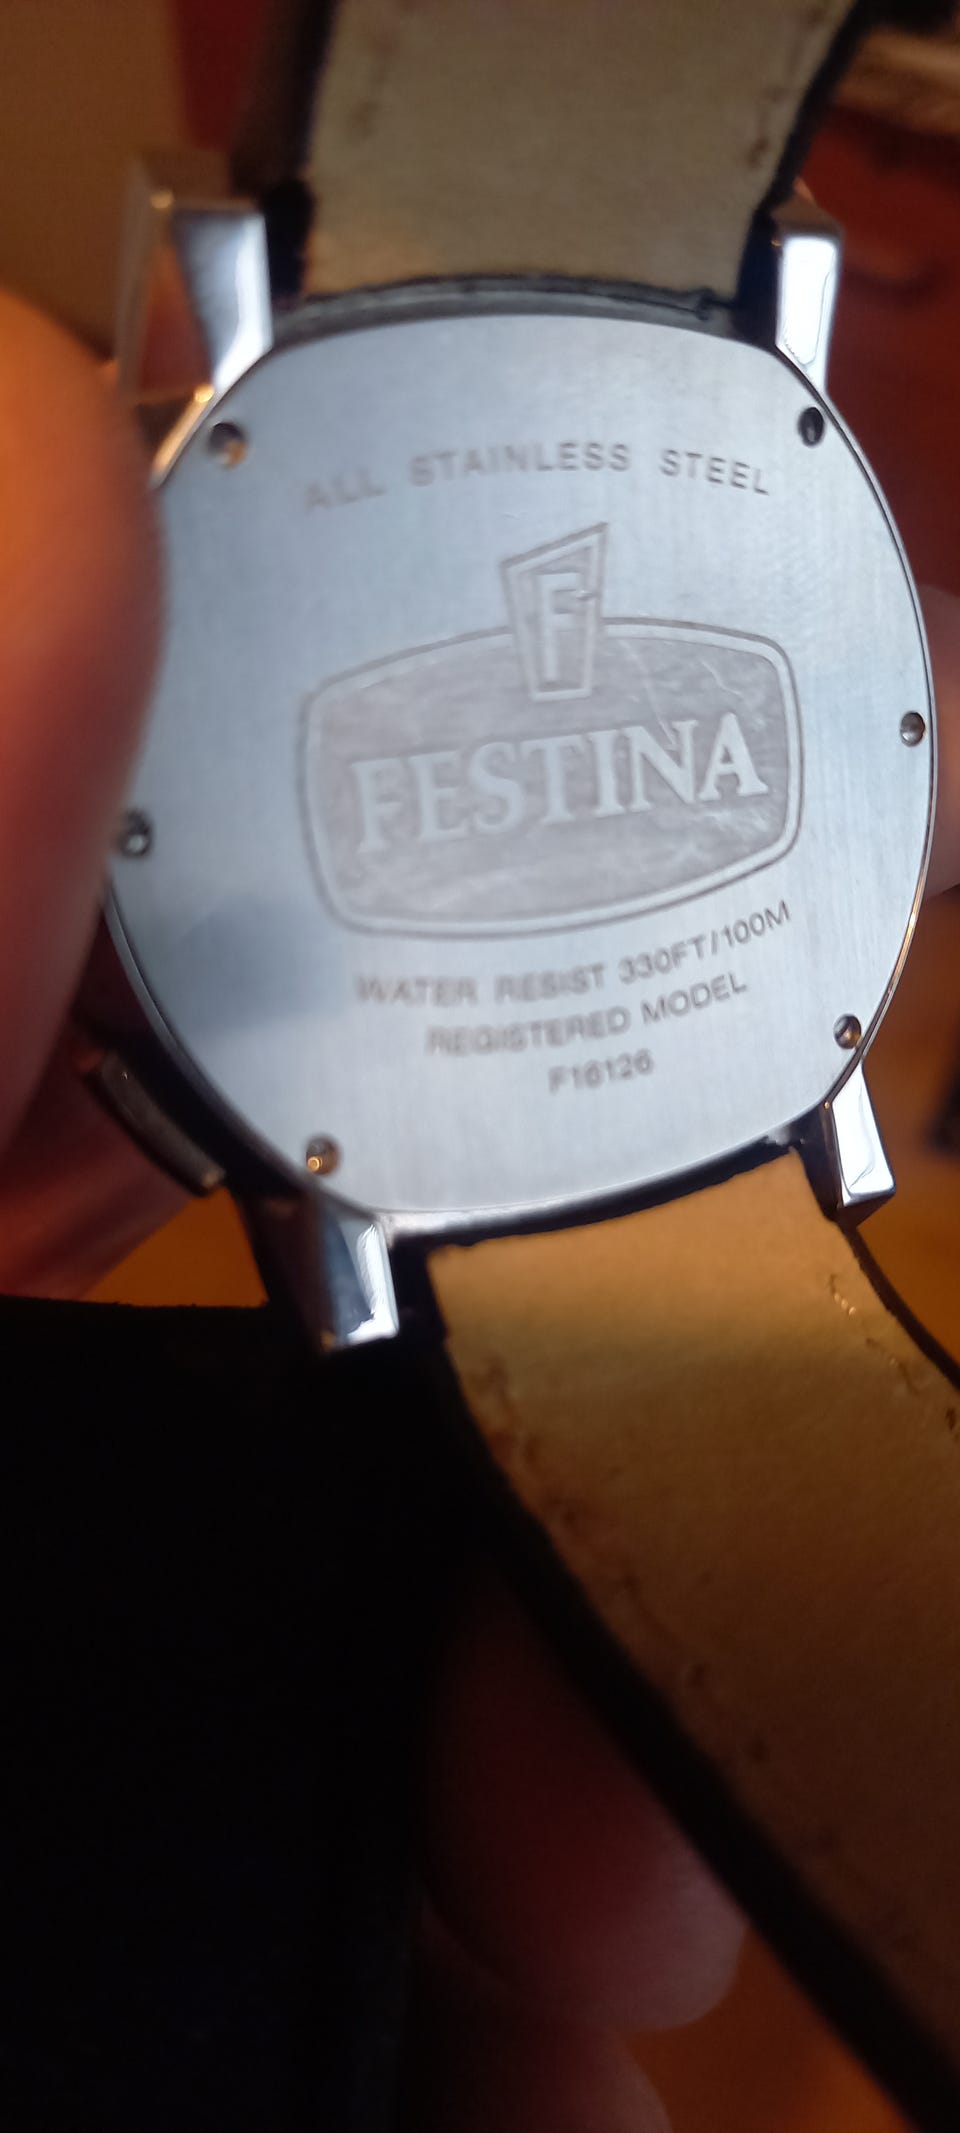 ALL STAINLESS STEEL
F
FESTINA
WATER RESIST 330FT/100M
REGISTERED MODEL
F16126